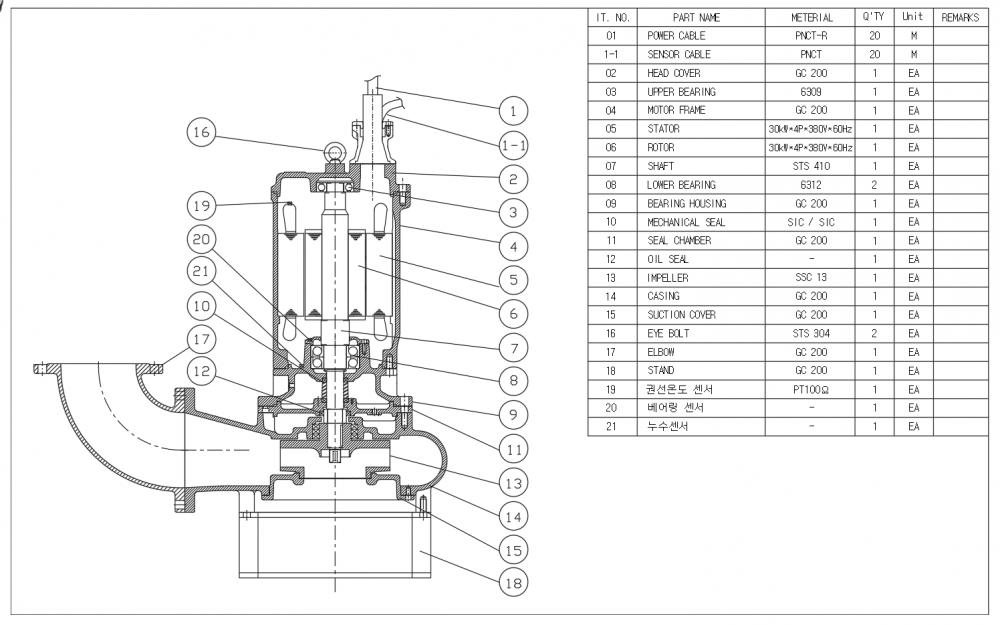 IT. NO. PART NAME METERIAL Q'TY Unit REMARKS
01 POWER CABLE PNCT-R 20 M
1-1 SENSOR CABLE PNCT 20 M
02 HEAD COVER GC 200 1 EA
03 UPPER BEARING 6309 1 EA
04 MOTOR FRAME GC 200 1 EA
05 STATOR 30kW*4P*380V*60Hz 1 EA
06 ROTOR 30kW*4P*380V*60Hz 1 EA
07 SHAFT STS 410 1 EA
08 LOWER BEARING 6312 2 EA
09 BEARING HOUSING GC 200 1 EA
10 MECHANICAL SEAL SIC / SIC 1 EA
11 SEAL CHAMBER GC 200 1 EA
12 OIL SEAL - 1 EA
13 IMPELLER SSC 13 1 EA
14 CASING GC 200 1 EA
15 SUCTION COVER GC 200 1 EA
16 EYE BOLT STS 304 2 EA
17 ELBOW GC 200 1 EA
18 STAND GC 200 1 EA
19 권선온도 센서 PT100Ω 1 EA
20 베어링 센서 - 1 EA
21 누수센서 - 1 EA
1
16
1-1
2
19
3
20
4
21
5
10
6
17
7
12
8
9
11
13
14
15
18